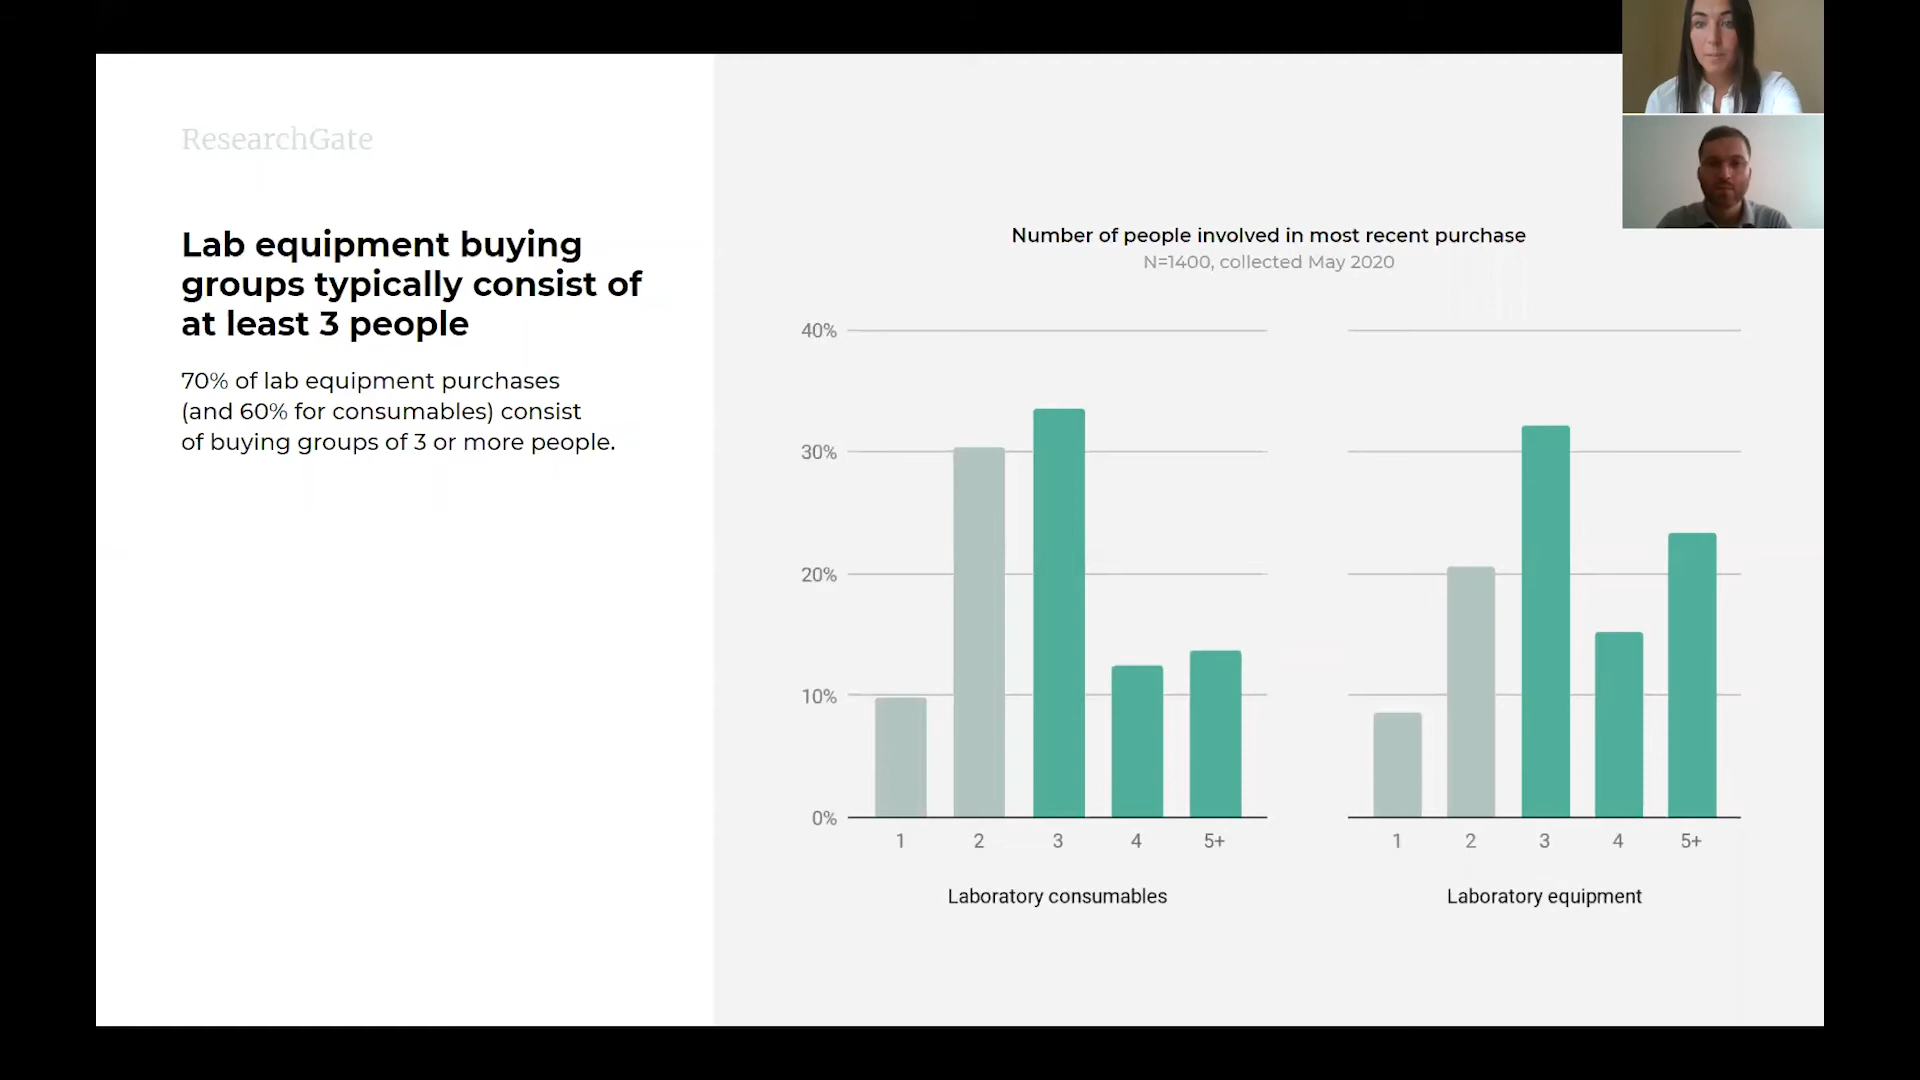 ResearchGate
Lab equipment buying
groups typically consist of
at least 3 people
70% of lab equipment purchases
(and 60% for consumables) consist
of buying groups of 3 or more people.
Number of people involved in most recent purchase
N=1400, collected May 2020
40%
30%
20%
10%
0%
1 2 3 4 5+
Laboratory consumables
1 2 3 4 5+
Laboratory equipment